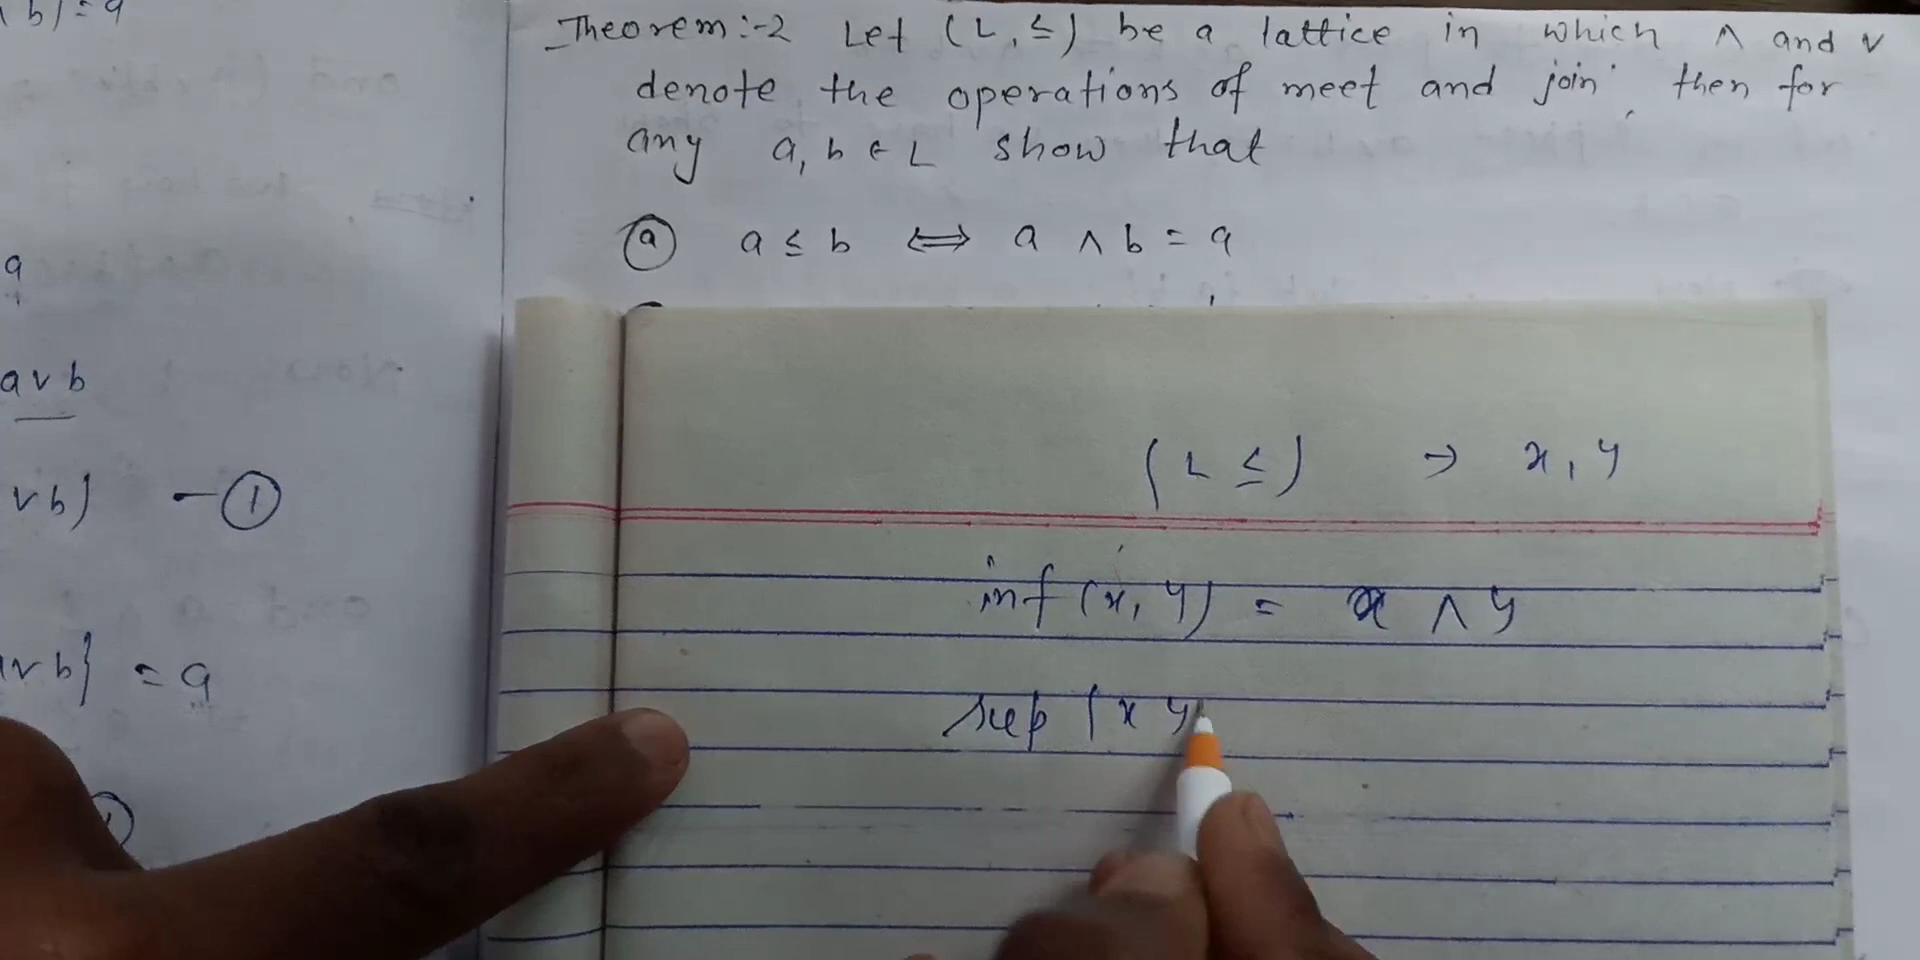 b) = a
a
a ∨ b
∨ b) - ①
∨ b} = a
Theorem:-2 Let (L, ≤) be a lattice in which ∧ and ∨
denote the operations of meet and join, then for
any a, b ∈ L show that
ⓐ a ≤ b ⟺ a ∧ b = a
(L ≤) → x, y
inf (x, y) = x ∧ y
sup (x y